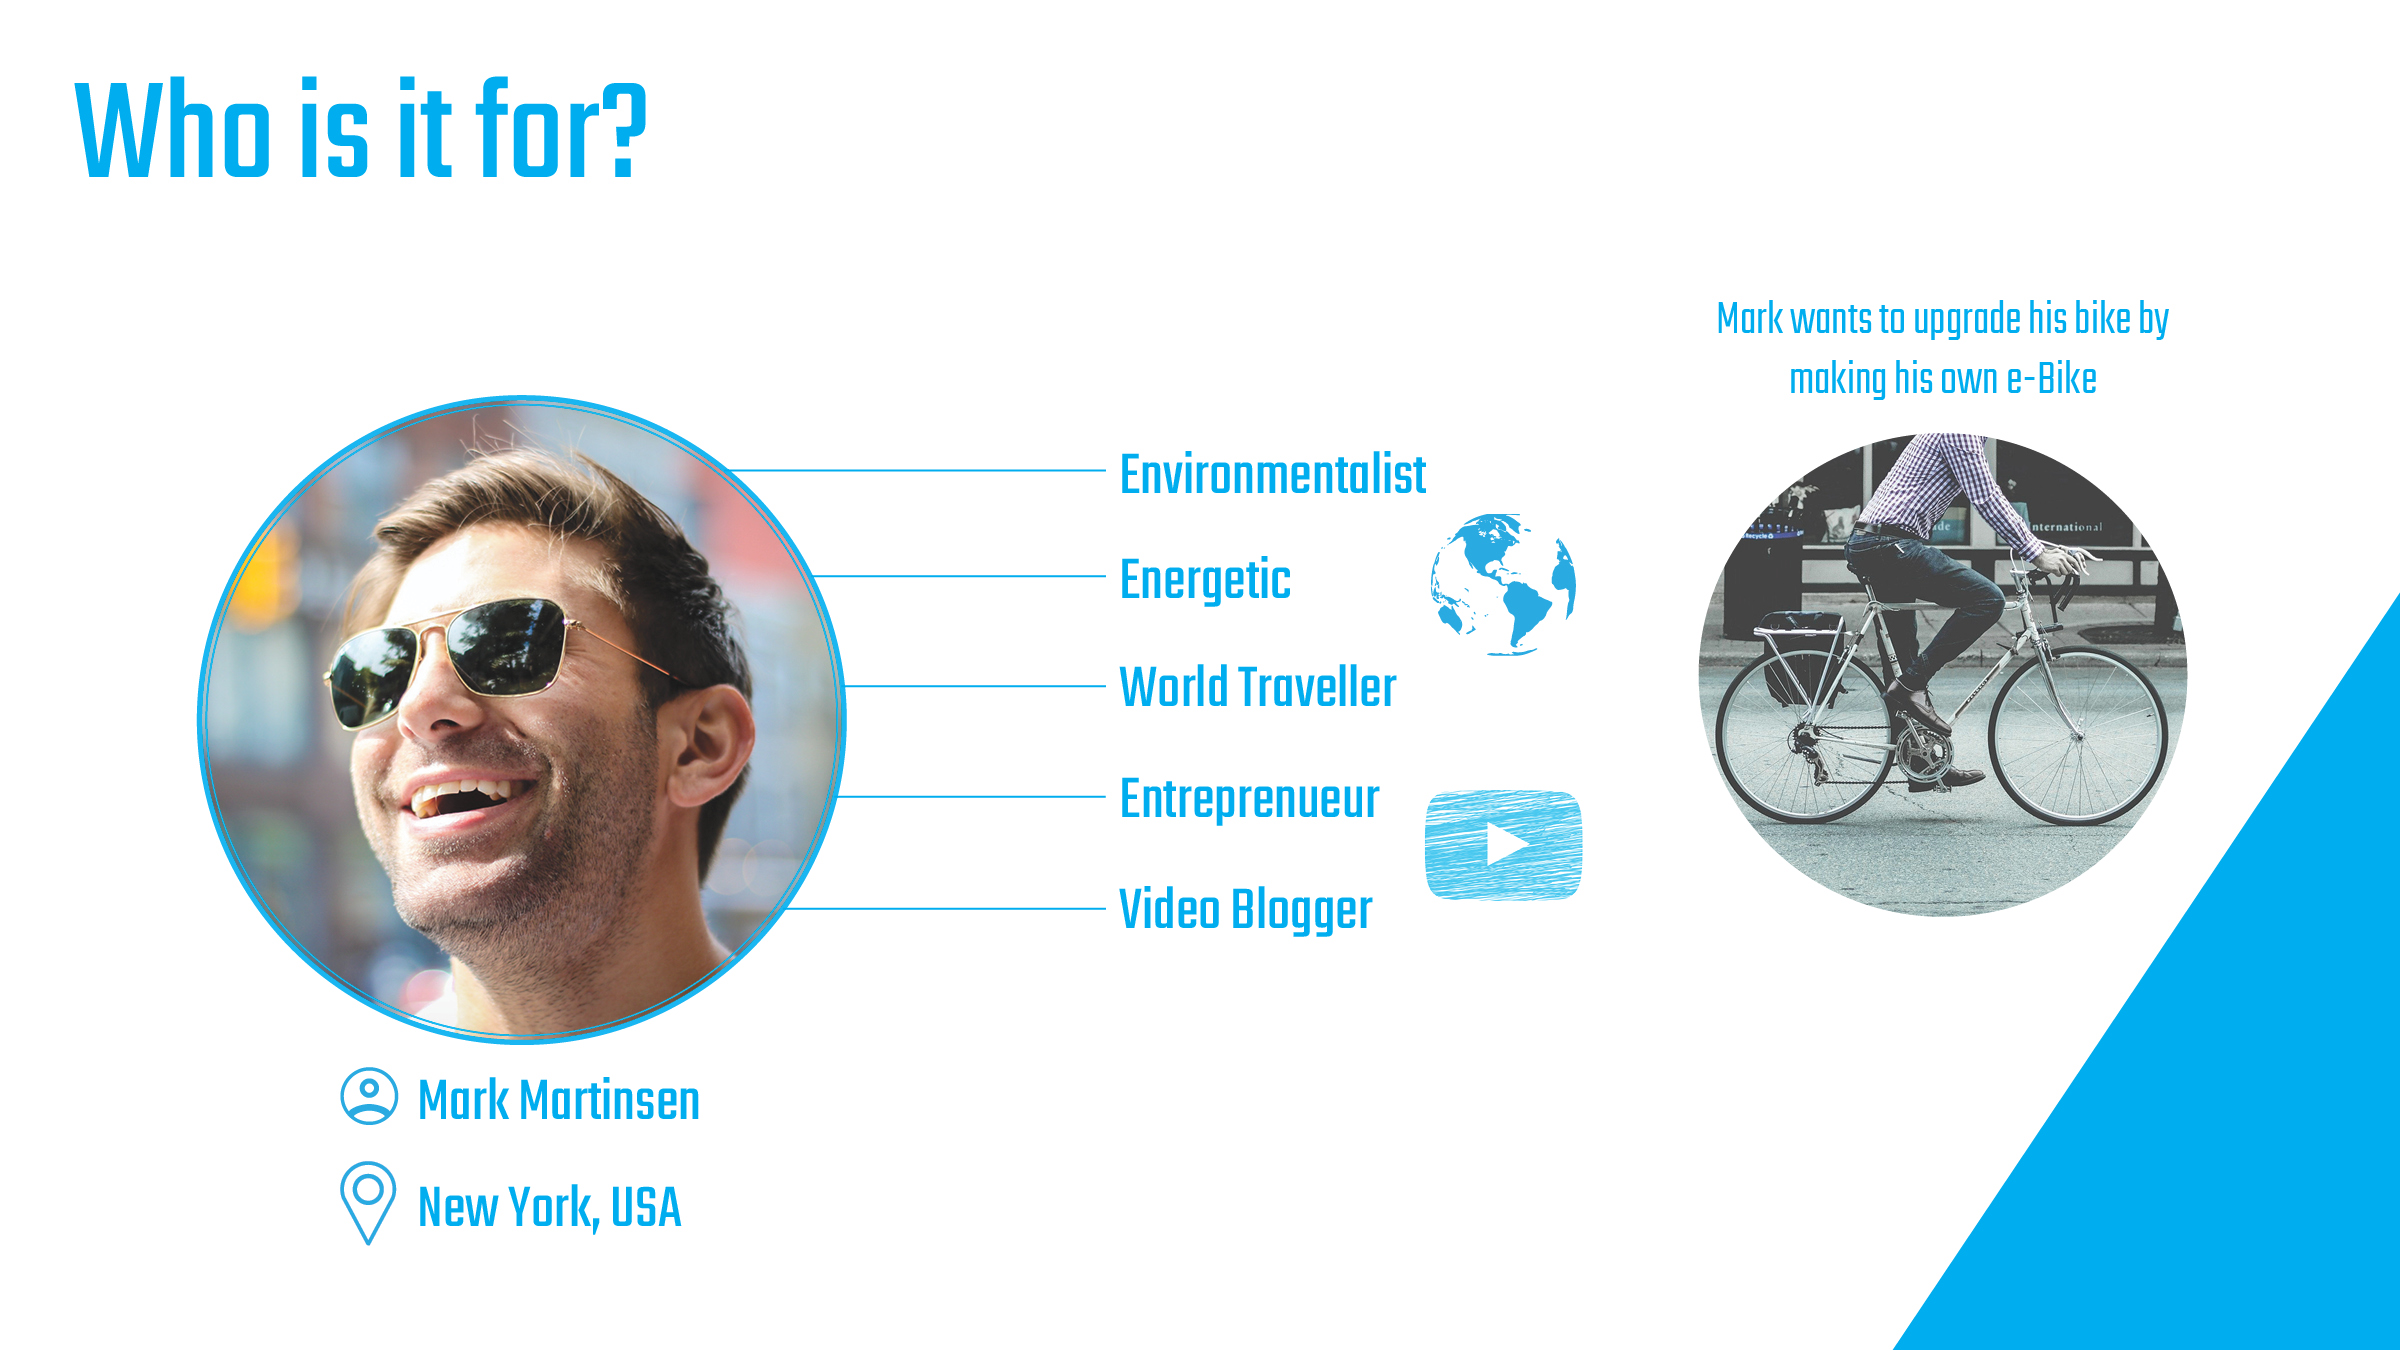 Who is it for?
Mark wants to upgrade his bike by
making his own e-Bike
Environmentalist
Energetic
World Traveller
Entreprenueur
Video Blogger
Mark Martinsen
New York, USA
nternational